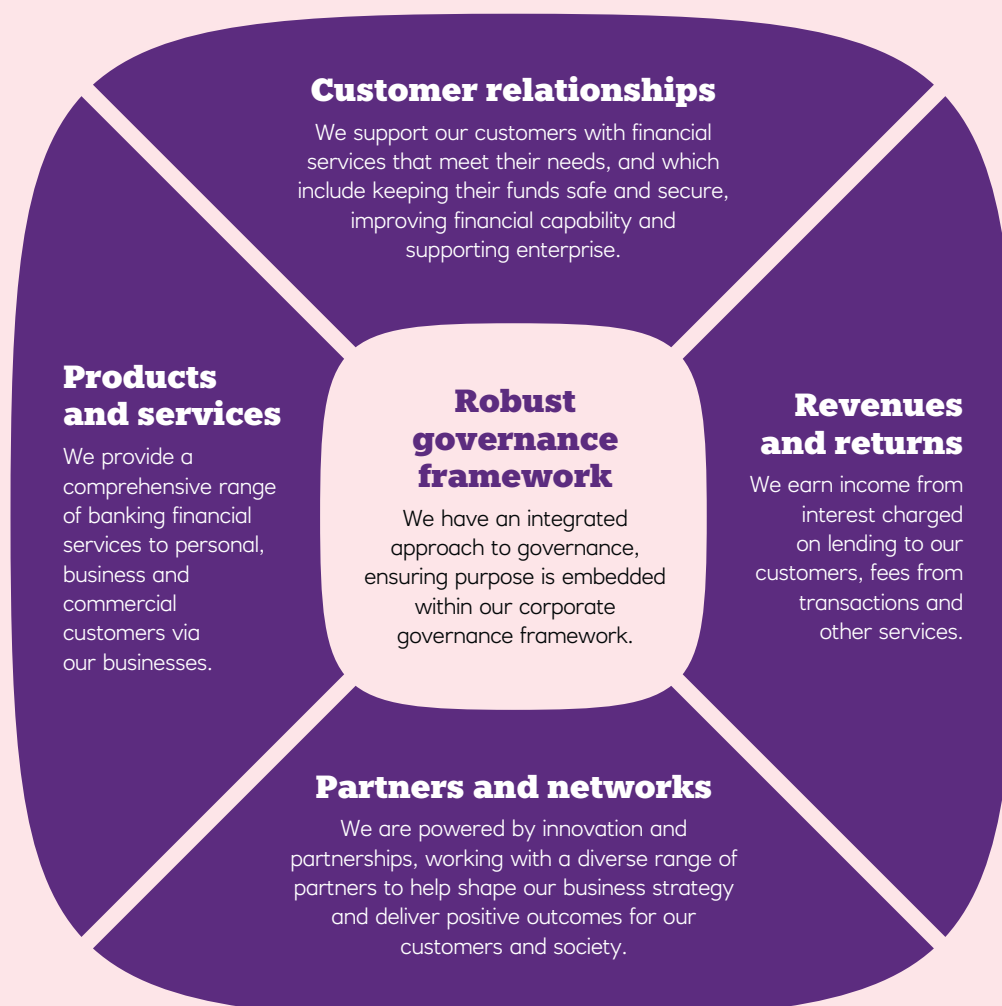 Customer relationships
We support our customers with financial
services that meet their needs, and which
include keeping their funds safe and secure,
improving financial capability and
supporting enterprise.
Products
and services
We provide a
comprehensive range
of banking financial
services to personal,
business and
commercial
customers via
our businesses.
Robust
governance
framework
We have an integrated
approach to governance,
ensuring purpose is embedded
within our corporate
governance framework.
Revenues
and returns
We earn income from
interest charged
on lending to our
customers, fees from
transactions and
other services.
Partners and networks
We are powered by innovation and
partnerships, working with a diverse range of
partners to help shape our business strategy
and deliver positive outcomes for our
customers and society.